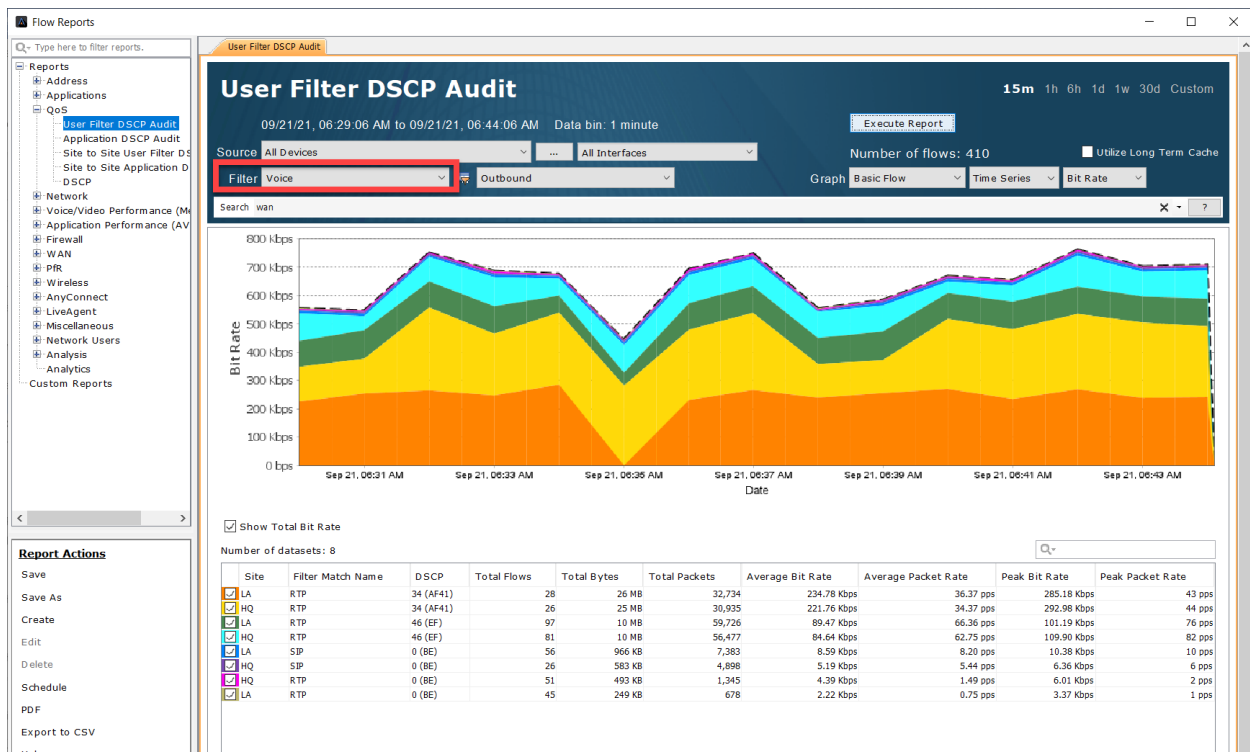 Flow Reports
Type here to filter reports.
Reports
Address
Applications
QoS
User Filter DSCP Audit
Application DSCP Audit
Site to Site User Filter DS
Site to Site Application D
DSCP
Network
Voice/Video Performance (Me
Application Performance (AV
Firewall
WAN
PfR
Wireless
AnyConnect
LiveAgent
Miscellaneous
Network Users
Analysis
Analytics
Custom Reports
Report Actions
Save
Save As
Create
Edit
Delete
Schedule
PDF
Export to CSV
User Filter DSCP Audit
User Filter DSCP Audit
15m 1h 6h 1d 1w 30d Custom
09/21/21, 06:29:06 AM to 09/21/21, 06:44:06 AM Data bin: 1 minute
Execute Report
Source All Devices ... All Interfaces Number of flows: 410 Utilize Long Term Cache
Filter Voice Outbound Graph Basic Flow Time Series Bit Rate
Search wan X ?
800 kbps
700 kbps
600 kbps
500 kbps
400 kbps
300 kbps
200 kbps
100 kbps
0 bps
Bit Rate
Sep 21, 06:31 AM Sep 21, 06:33 AM Sep 21, 06:35 AM Sep 21, 06:37 AM Sep 21, 06:39 AM Sep 21, 06:41 AM Sep 21, 06:43 AM
Date
Show Total Bit Rate
Number of datasets: 8
Site Filter Match Name DSCP Total Flows Total Bytes Total Packets Average Bit Rate Average Packet Rate Peak Bit Rate Peak Packet Rate
LA RTP 34 (AF41) 28 26 MB 32,734 234.78 Kbps 36.37 pps 285.18 Kbps 43 pps
HQ RTP 34 (AF41) 26 25 MB 30,935 221.76 Kbps 34.37 pps 292.98 Kbps 44 pps
LA RTP 46 (EF) 97 10 MB 59,726 89.47 Kbps 66.36 pps 101.19 Kbps 76 pps
HQ RTP 46 (EF) 81 10 MB 56,477 84.64 Kbps 62.75 pps 109.90 Kbps 82 pps
LA SIP 0 (BE) 56 966 KB 7,383 8.59 Kbps 8.20 pps 10.38 Kbps 10 pps
HQ SIP 0 (BE) 26 583 KB 4,898 5.19 Kbps 5.44 pps 6.36 Kbps 6 pps
HQ RTP 0 (BE) 51 493 KB 1,345 4.39 Kbps 1.49 pps 6.01 Kbps 2 pps
LA RTP 0 (BE) 45 249 KB 678 2.22 Kbps 0.75 pps 3.37 Kbps 1 pps